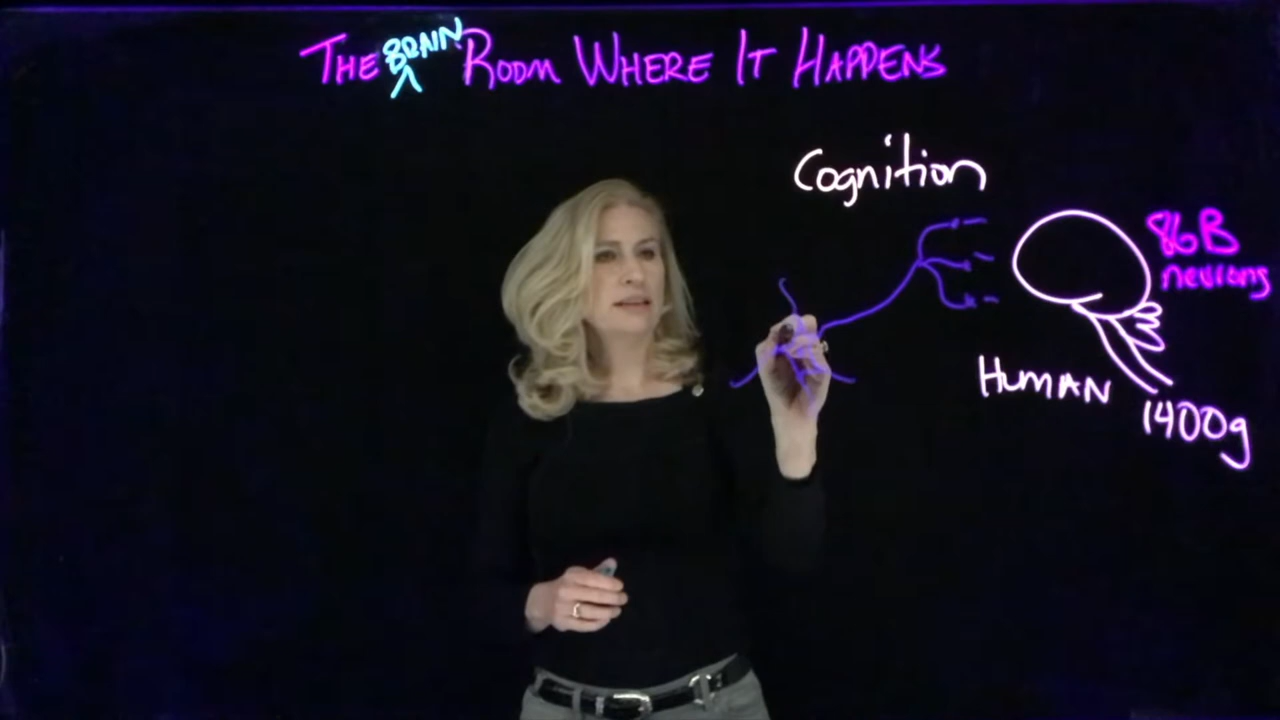 THE BRAIN ROOM WHERE IT HAPPENS
Cognition
86B
neurons
HUMAN
1400g